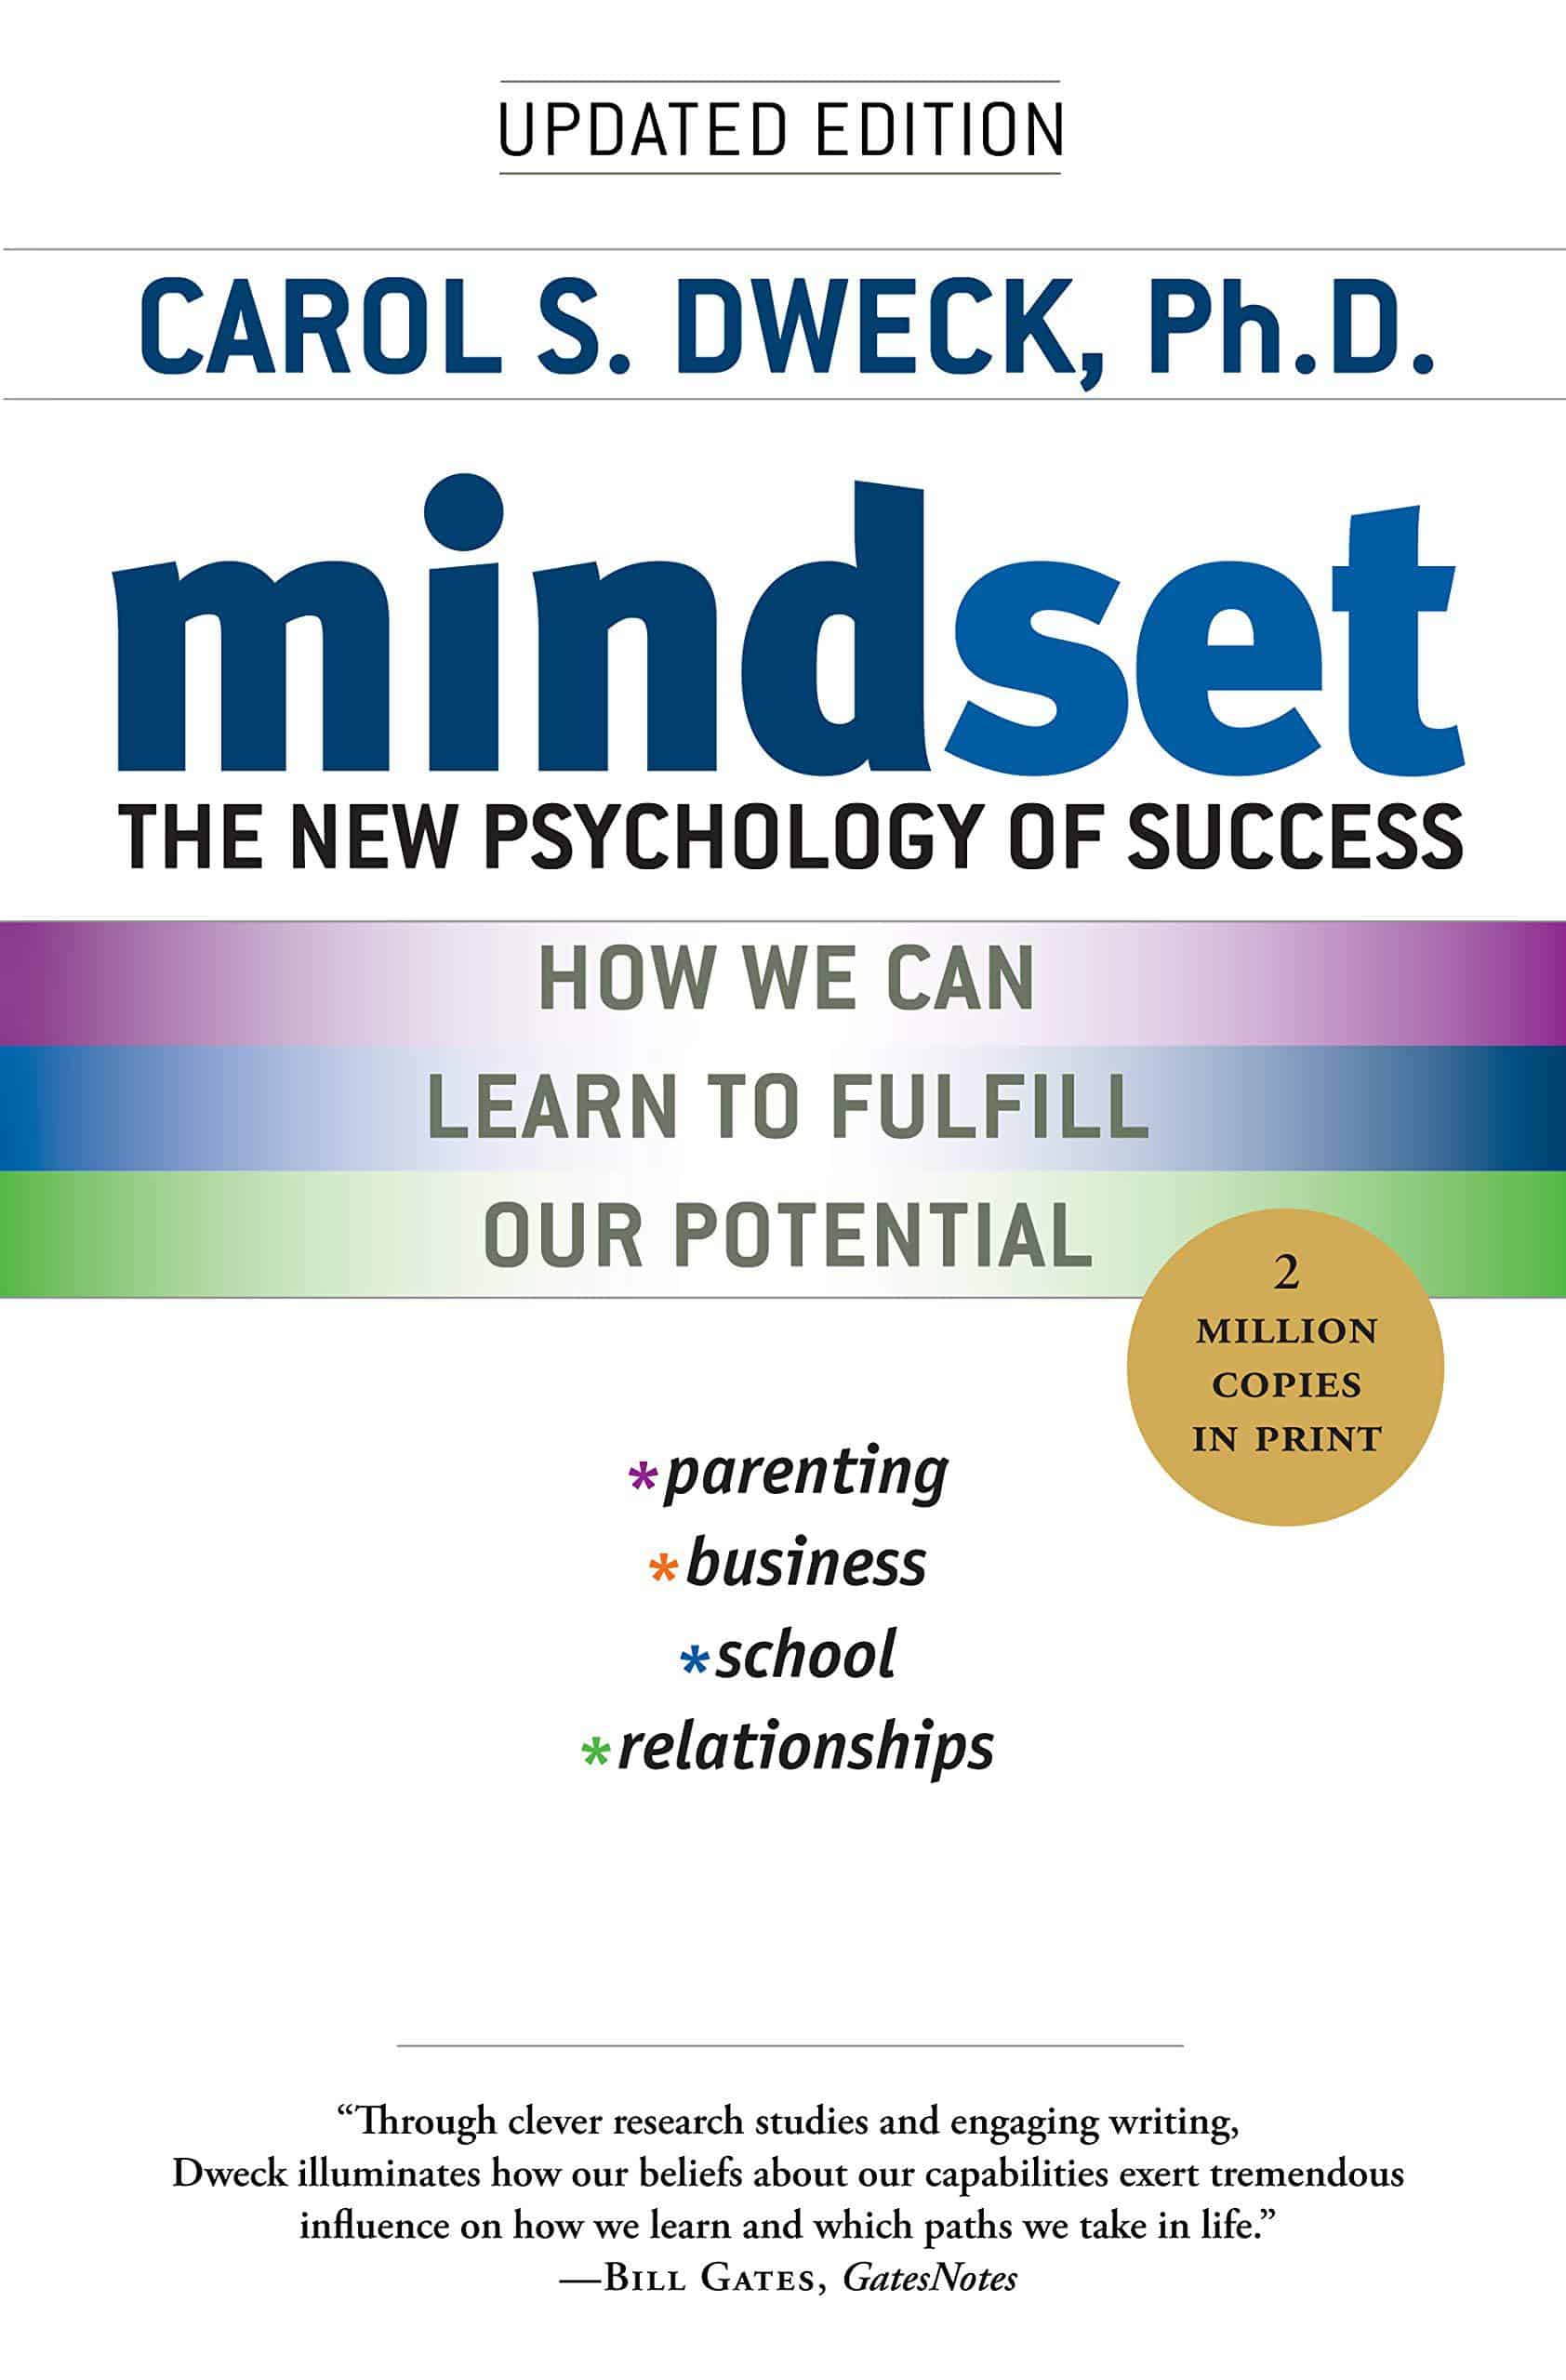 UPDATED EDITION
CAROL S. DWECK, Ph.D.
mindset
THE NEW PSYCHOLOGY OF SUCCESS
HOW WE CAN
LEARN TO FULFILL
OUR POTENTIAL
2
MILLION
COPIES
IN PRINT
*parenting
*business
*school
*relationships
“Through clever research studies and engaging writing,
Dweck illuminates how our beliefs about our capabilities exert tremendous
influence on how we learn and which paths we take in life.”
—BILL GATES, GatesNotes